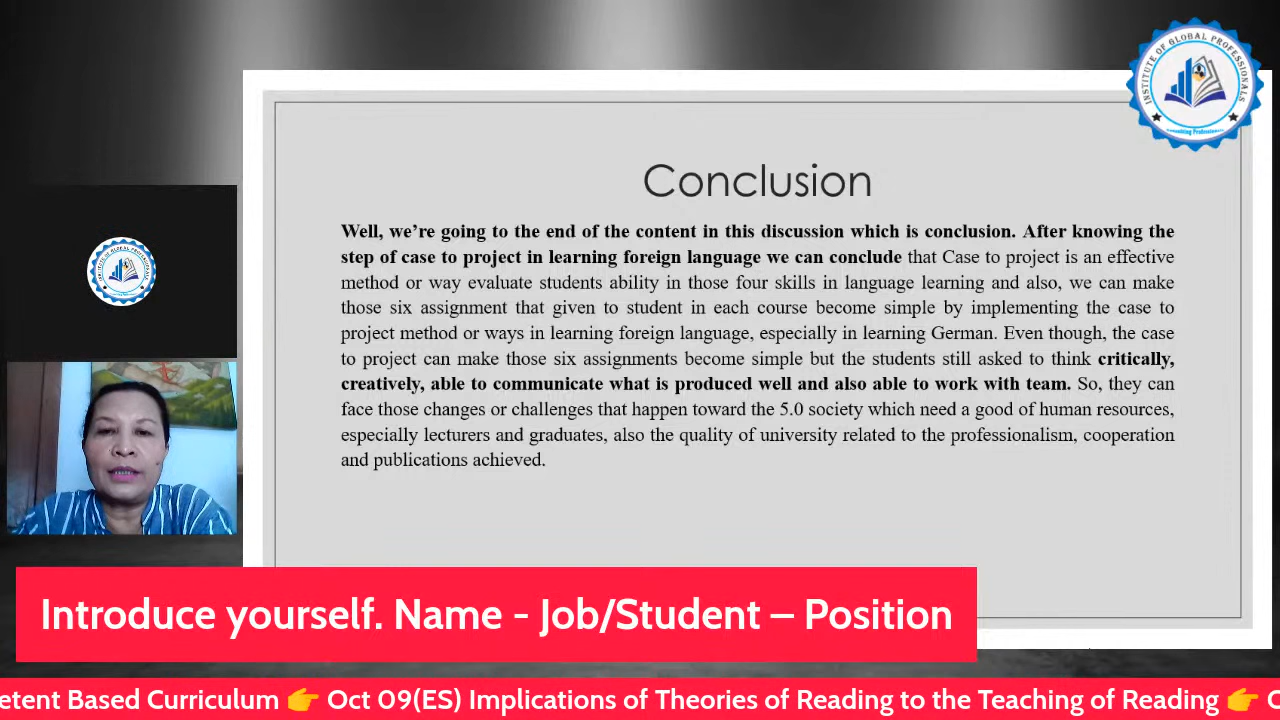 INSTITUTE OF GLOBAL PROFESSIONALS
Conclusion
Well, we’re going to the end of the content in this discussion which is conclusion. After knowing the
step of case to project in learning foreign language we can conclude that Case to project is an effective
method or way evaluate students ability in those four skills in language learning and also, we can make
those six assignment that given to student in each course become simple by implementing the case to
project method or ways in learning foreign language, especially in learning German. Even though, the case
to project can make those six assignments become simple but the students still asked to think critically,
creatively, able to communicate what is produced well and also able to work with team. So, they can
face those changes or challenges that happen toward the 5.0 society which need a good of human resources,
especially lecturers and graduates, also the quality of university related to the professionalism, cooperation
and publications achieved.
Introduce yourself. Name - Job/Student – Position
etent Based Curriculum 👉 Oct 09(ES) Implications of Theories of Reading to the Teaching of Reading 👉